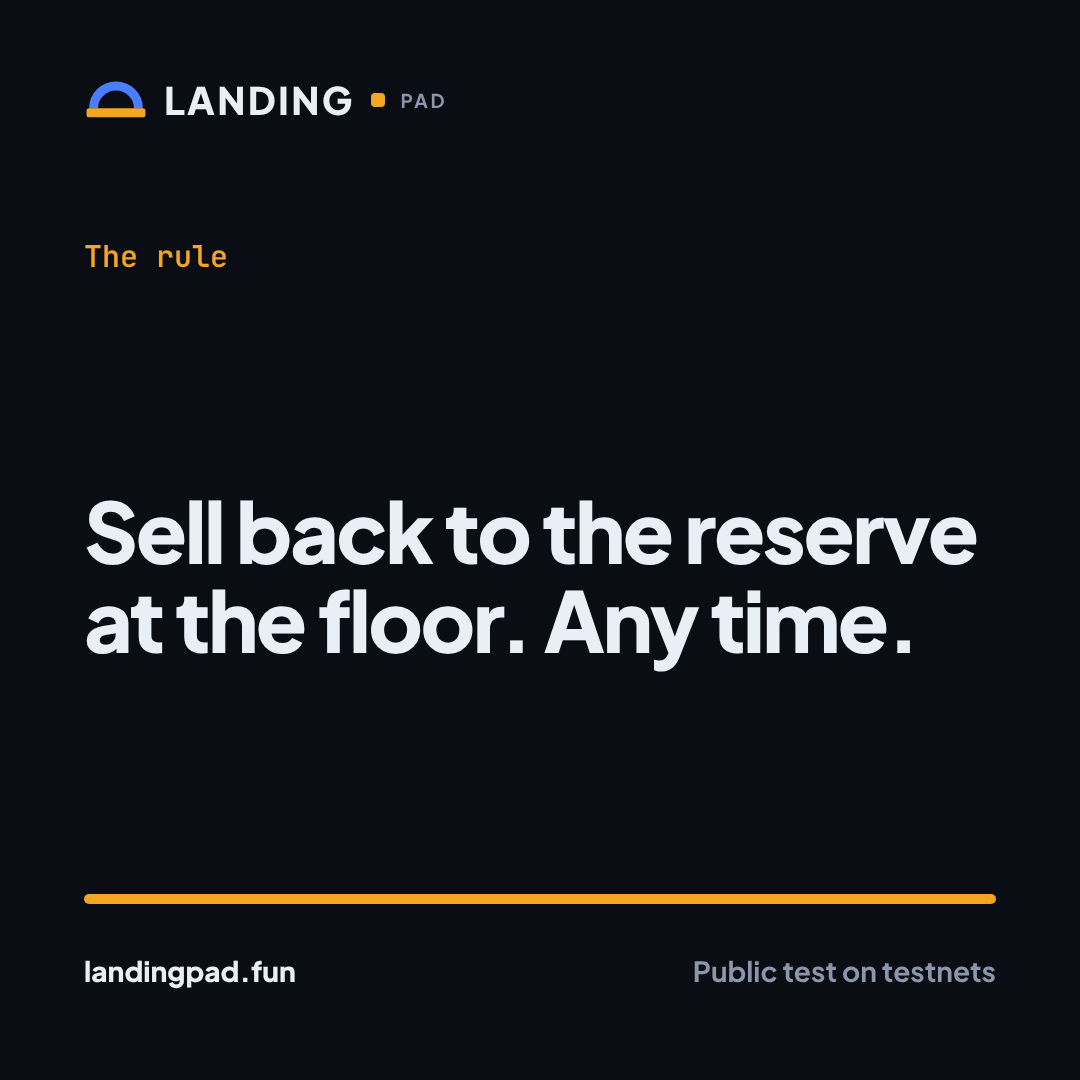 LANDING PAD
The rule
Sell back to the reserve
at the floor. Any time.
landingpad.fun
Public test on testnets